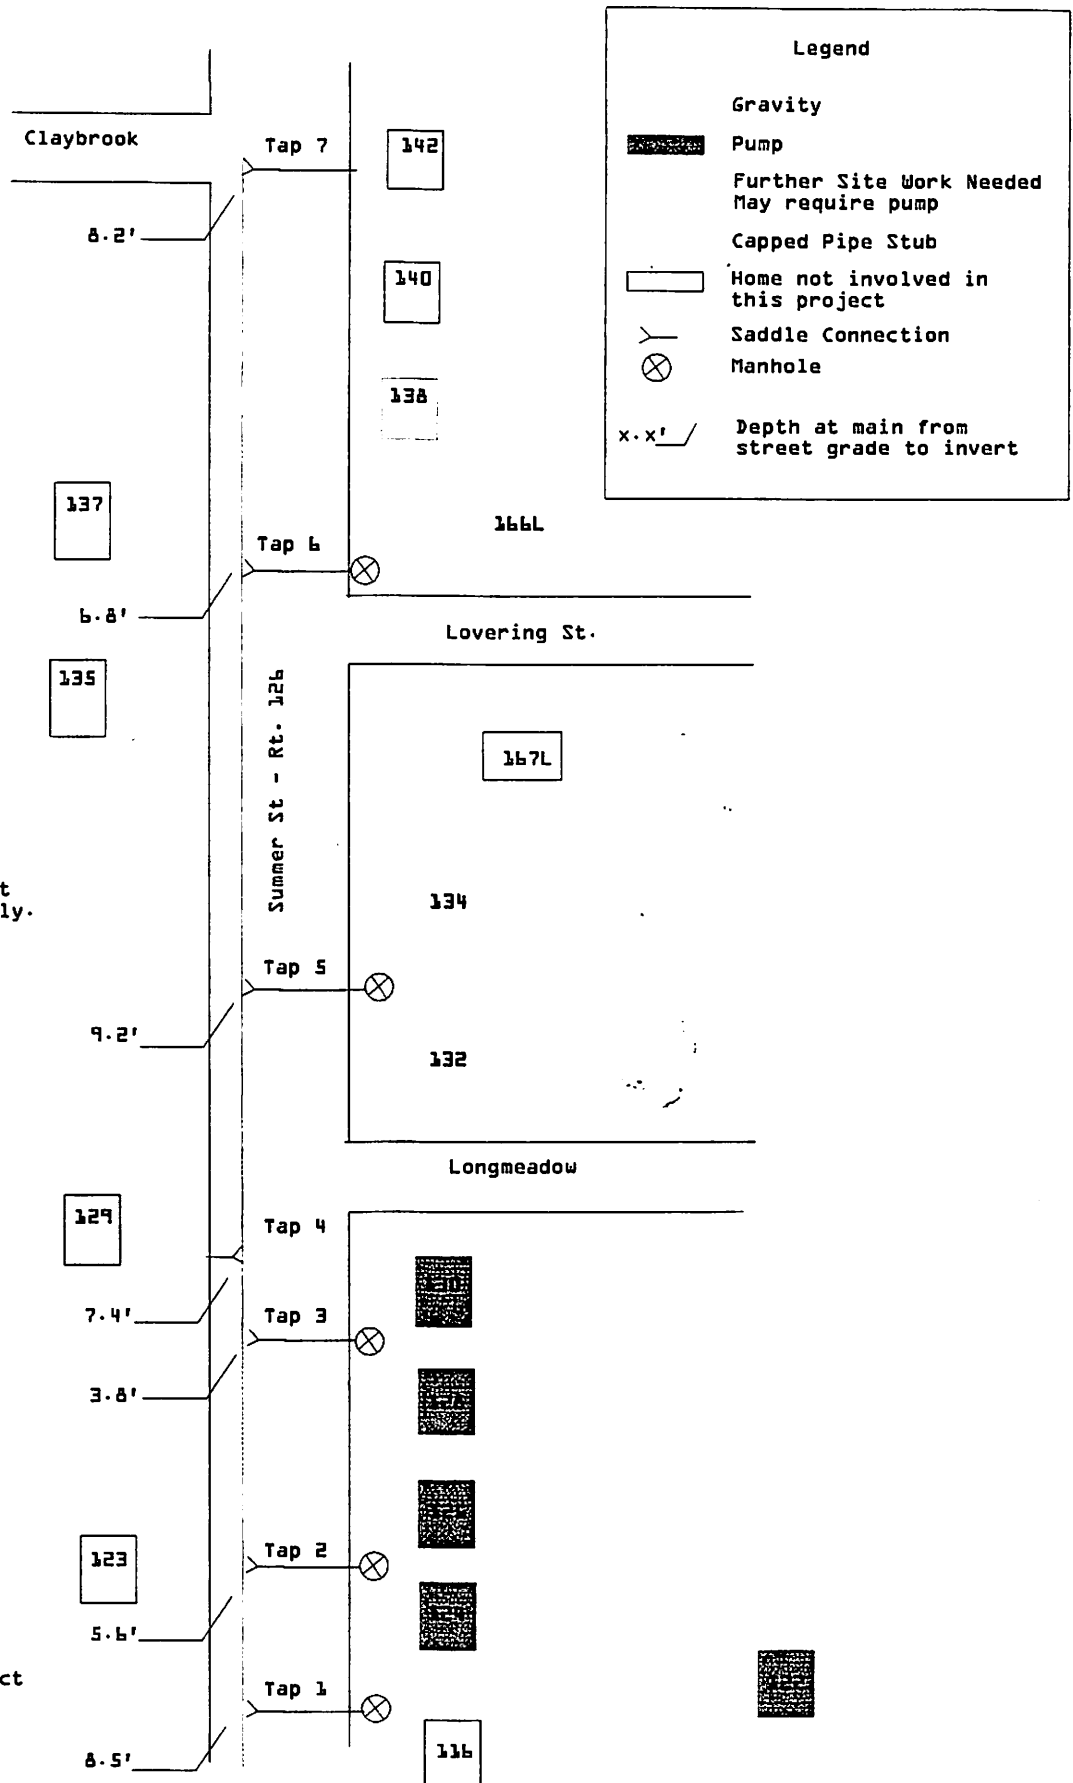 Legend
Gravity
Pump
Further Site Work Needed
May require pump
Capped Pipe Stub
Home not involved in
this project
Saddle Connection
Manhole
x.x' Depth at main from
street grade to invert
Claybrook
Tap 7
142
8.2'
140
138
137
166L
Tap 6
6.8'
Lovering St.
135
Summer St - Rt. 126
167L
t
ly.
134
Tap 5
9.2'
132
Longmeadow
129
Tap 4
130
7.4'
Tap 3
3.8'
Tap 2
123
5.6'
ct
Tap 1
116
8.5'